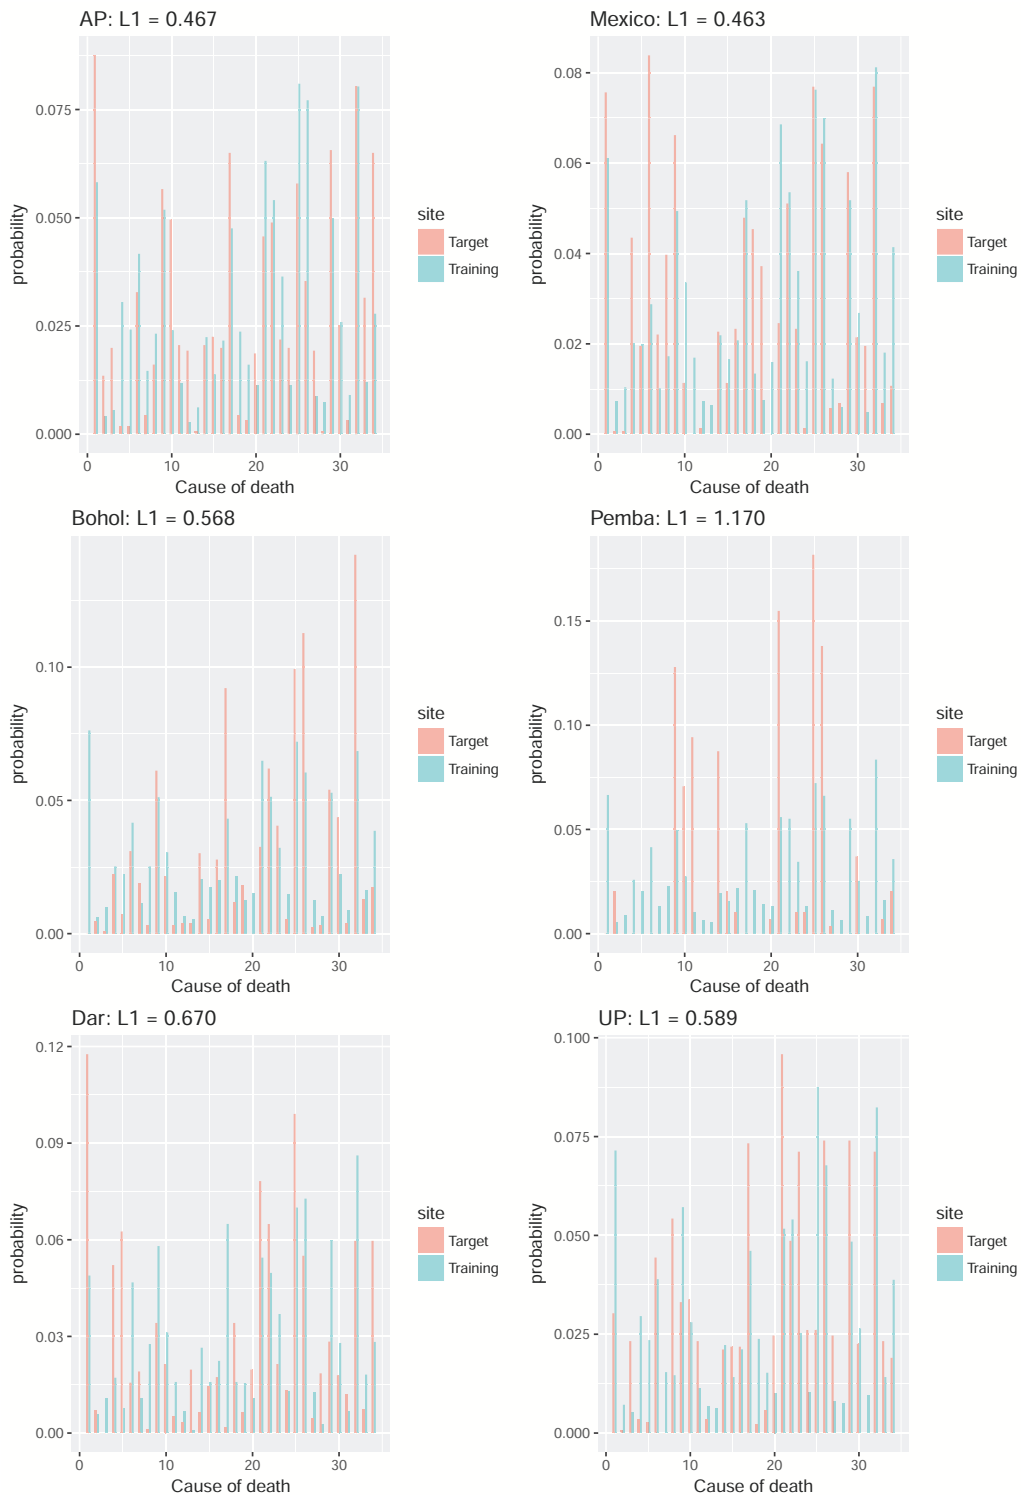 AP: L1 = 0.467
probability
0.075
0.050
0.025
0.000
0
10
20
30
Cause of death
site
Target
Training
Mexico: L1 = 0.463
probability
0.08
0.06
0.04
0.02
0.00
0
10
20
30
Cause of death
site
Target
Training
Bohol: L1 = 0.568
probability
0.10
0.05
0.00
0
10
20
30
Cause of death
site
Target
Training
Pemba: L1 = 1.170
probability
0.15
0.10
0.05
0.00
0
10
20
30
Cause of death
site
Target
Training
Dar: L1 = 0.670
probability
0.12
0.09
0.06
0.03
0.00
0
10
20
30
Cause of death
site
Target
Training
UP: L1 = 0.589
probability
0.100
0.075
0.050
0.025
0.000
0
10
20
30
Cause of death
site
Target
Training